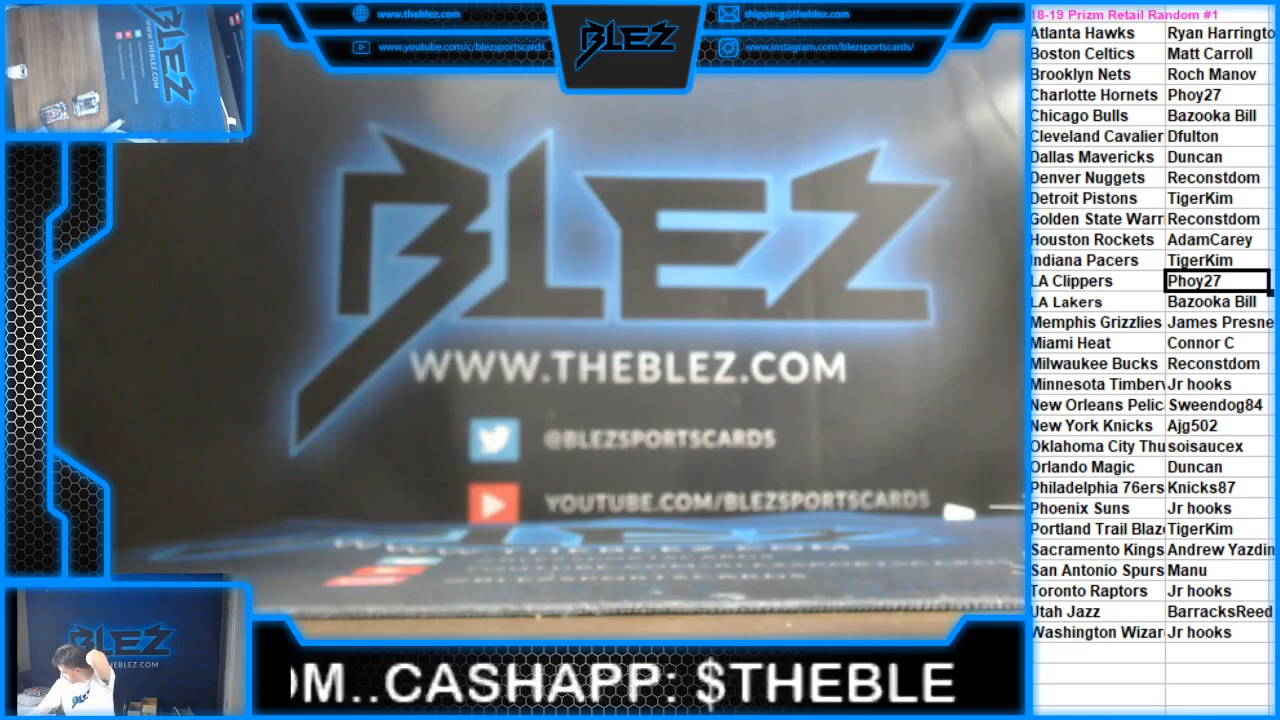 www.theblez.com
shipping@theblez.com
www.youtube.com/c/blezsportscards
www.instagram.com/blezsportscards/
BLEZ
BLEZ
WWW.THEBLEZ.COM
@BLEZSPORTSCARDS
YOUTUBE.COM/BLEZSPORTSCARDS
WWW.THEBLEZ.COM
BLEZ
THEBLEZ.COM
OM..CASHAPP: $THEBLE
18-19 Prizm Retail Random #1
Atlanta Hawks Ryan Harringto
Boston Celtics Matt Carroll
Brooklyn Nets Roch Manov
Charlotte Hornets Phoy27
Chicago Bulls Bazooka Bill
Cleveland Cavalier Dfulton
Dallas Mavericks Duncan
Denver Nuggets Reconstdom
Detroit Pistons TigerKim
Golden State Warr Reconstdom
Houston Rockets AdamCarey
Indiana Pacers TigerKim
LA Clippers Phoy27
LA Lakers Bazooka Bill
Memphis Grizzlies James Presne
Miami Heat Connor C
Milwaukee Bucks Reconstdom
Minnesota Timberv Jr hooks
New Orleans Pelic Sweendog84
New York Knicks Ajg502
Oklahoma City Thu soisaucex
Orlando Magic Duncan
Philadelphia 76ers Knicks87
Phoenix Suns Jr hooks
Portland Trail Blaz TigerKim
Sacramento Kings Andrew Yazdin
San Antonio Spurs Manu
Toronto Raptors Jr hooks
Utah Jazz BarracksReed
Washington Wizar Jr hooks